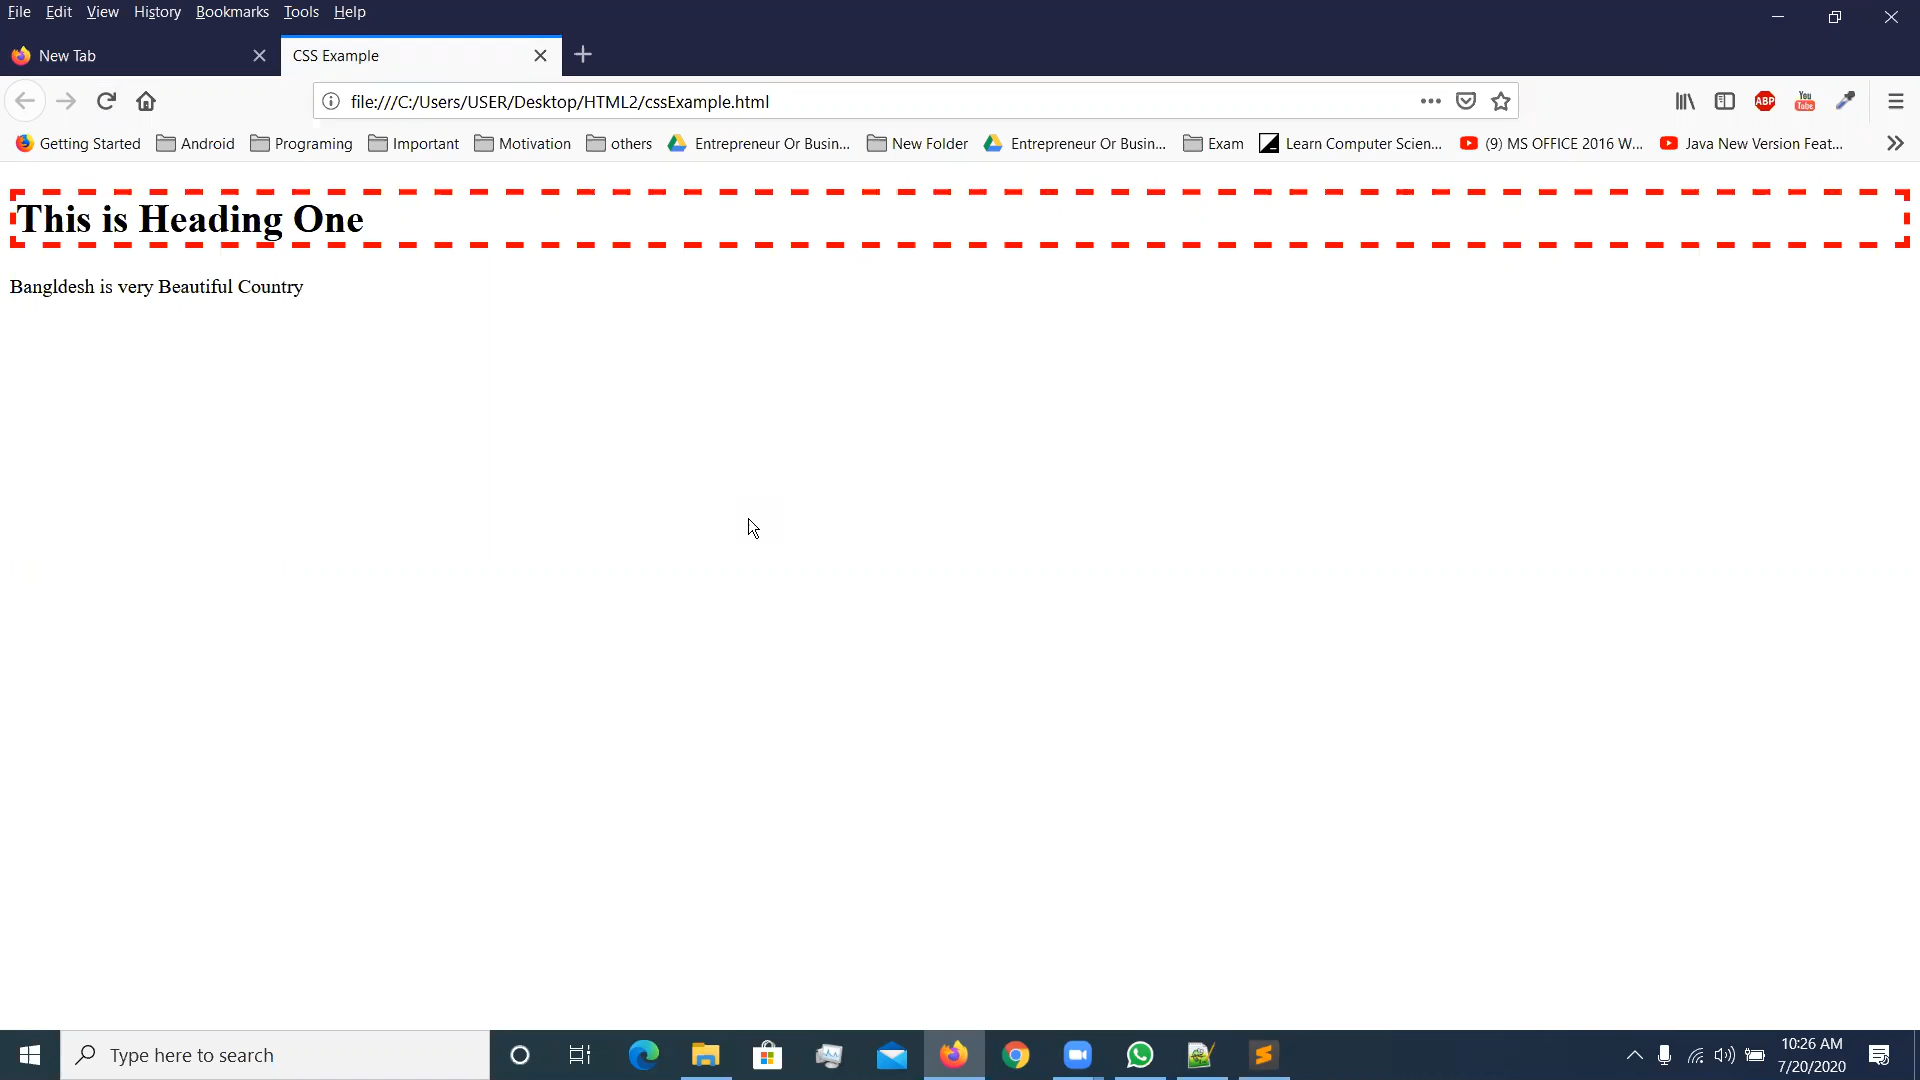 File Edit View History Bookmarks Tools Help
New Tab CSS Example
file:///C:/Users/USER/Desktop/HTML2/cssExample.html
ABP You Tube
Getting Started Android Programing Important Motivation others Entrepreneur Or Busin... New Folder Entrepreneur Or Busin... Exam Learn Computer Scien... (9) MS OFFICE 2016 W... Java New Version Feat...
This is Heading One
Bangldesh is very Beautiful Country
Type here to search
10:26 AM
7/20/2020